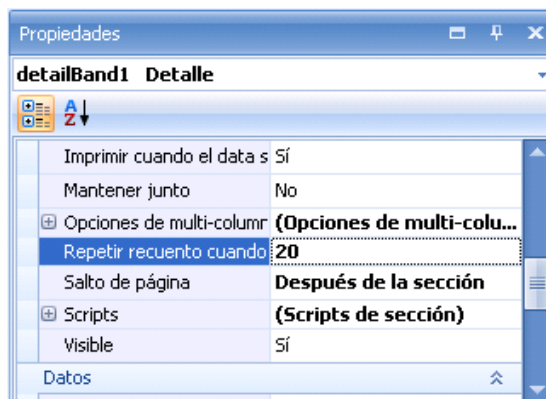 Propiedades
detailBand1 Detalle
Imprimir cuando el data s Sí
Mantener junto No
Opciones de multi-column (Opciones de multi-colu...
Repetir recuento cuando 20
Salto de página Después de la sección
Scripts (Scripts de sección)
Visible Sí
Datos